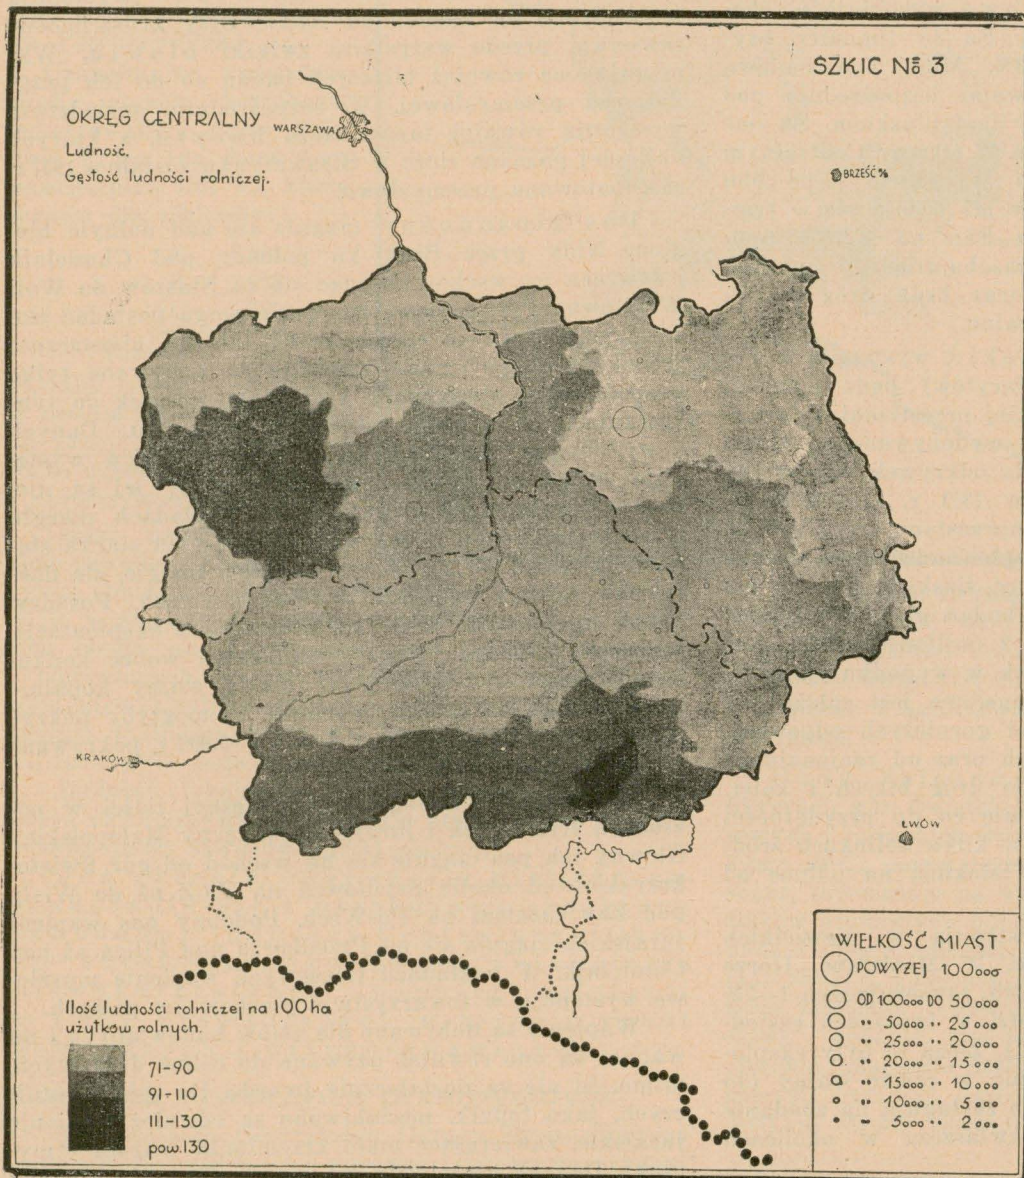 SZKIC No 3
OKRĘG CENTRALNY
Ludność.
Gęstość ludności rolniczej.
WARSZAWA
BRZEŚĆ n/B
KRAKÓW
LWÓW
Ilość ludności rolniczej na 100 ha
użytków rolnych.
71-90
91-110
111-130
pow.130
WIELKOŚĆ MIAST
POWYŻEJ 100000
OD 100000 DO 50000
" 50000 " 25000
" 25000 " 20000
" 20000 " 15000
" 15000 " 10000
" 10000 " 5000
" 5000 " 2000